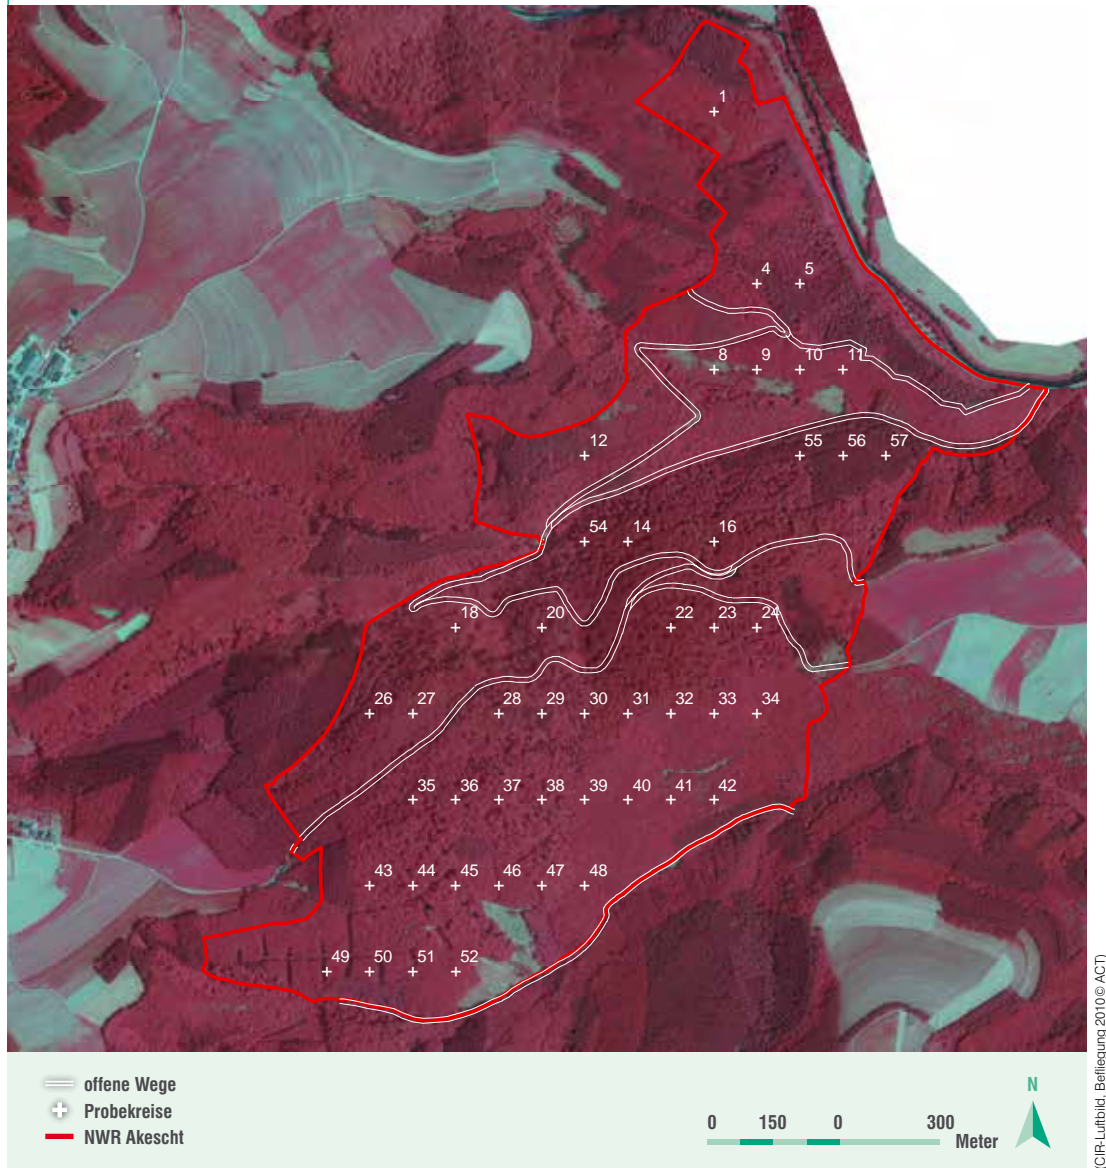 1
4 5
8 9 10 11
12
55 56 57
54 14 16
18 20 22 23 24
26 27 28 29 30 31 32 33 34
35 36 37 38 39 40 41 42
43 44 45 46 47 48
49 50 51 52
offene Wege
Probekreise
NWR Akescht
0 150 0 300
Meter
N
(CIR-Luftbild, Befliegung 2010 © ACT)